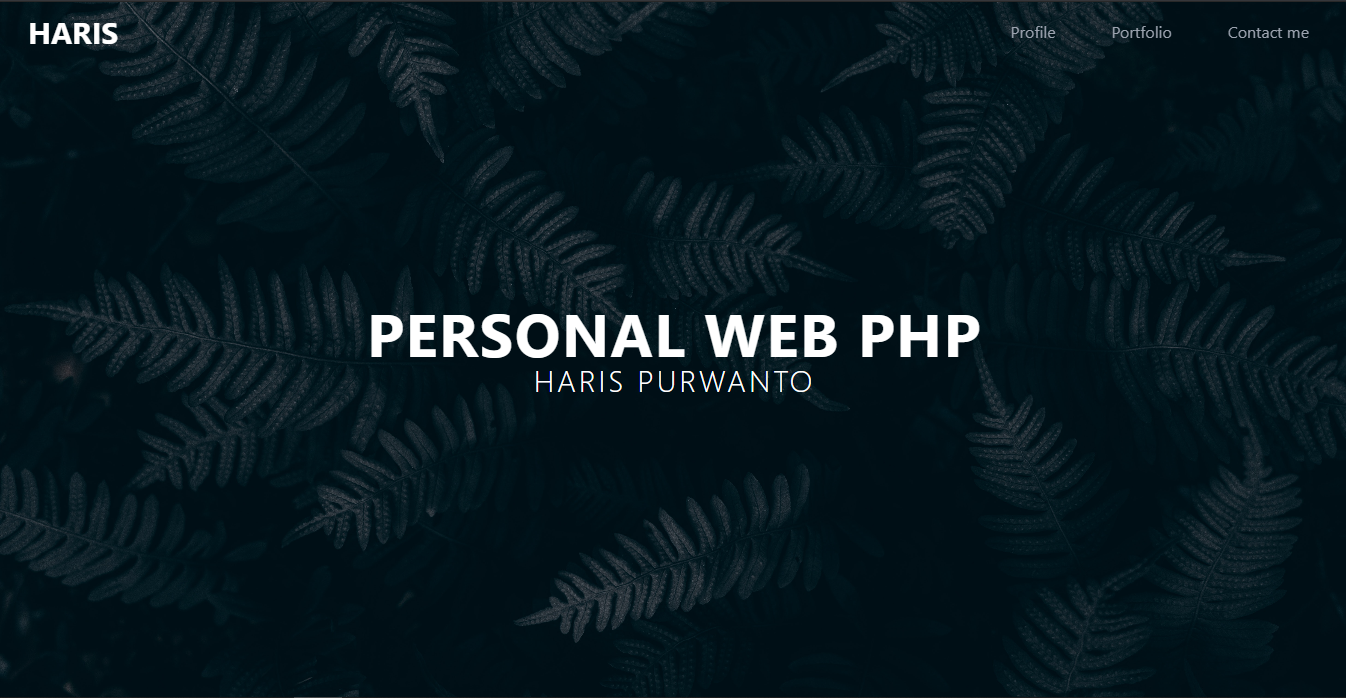 HARIS
Profile
Portfolio
Contact me
PERSONAL WEB PHP
HARIS PURWANTO